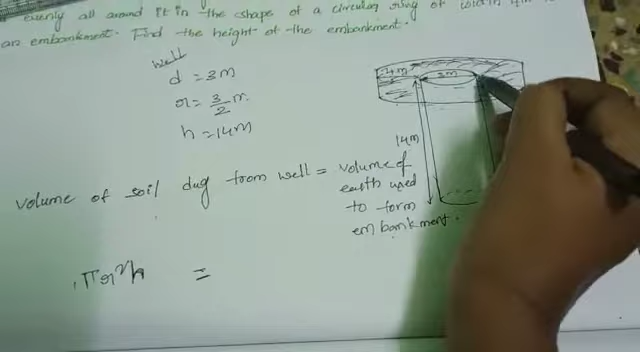 evenly all around it in the shape of a circular ring of width 4m to
an embankment. Find the height of the embankment.
Well
d = 3m
r = 3/2 m.
h = 14m
4m
3m
14m
Volume of soil dug from well = volume of
earth used
to form
embankment.
πr²h =